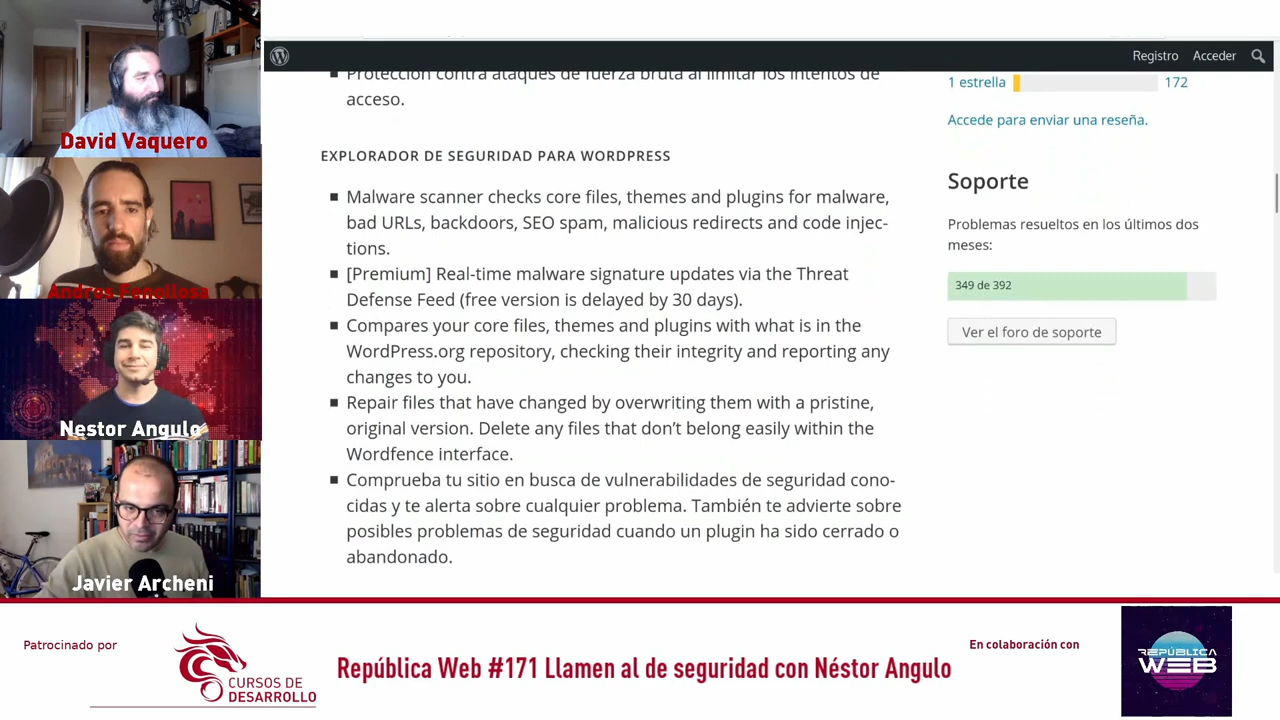 David Vaquero
Andros Fenollosa
Nestor Angulo
Javier Archeni
Registro
Acceder
Protección contra ataques de fuerza bruta al limitar los intentos de
acceso.
EXPLORADOR DE SEGURIDAD PARA WORDPRESS
Malware scanner checks core files, themes and plugins for malware,
bad URLs, backdoors, SEO spam, malicious redirects and code injec-
tions.
[Premium] Real-time malware signature updates via the Threat
Defense Feed (free version is delayed by 30 days).
Compares your core files, themes and plugins with what is in the
WordPress.org repository, checking their integrity and reporting any
changes to you.
Repair files that have changed by overwriting them with a pristine,
original version. Delete any files that don’t belong easily within the
Wordfence interface.
Comprueba tu sitio en busca de vulnerabilidades de seguridad cono-
cidas y te alerta sobre cualquier problema. También te advierte sobre
posibles problemas de seguridad cuando un plugin ha sido cerrado o
abandonado.
1 estrella 172
Accede para enviar una reseña.
Soporte
Problemas resueltos en los últimos dos
meses:
349 de 392
Ver el foro de soporte
Patrocinado por
CURSOS DE
DESARROLLO
República Web #171 Llamen al de seguridad con Néstor Angulo
En colaboración con
REPÚBLICA
WEB